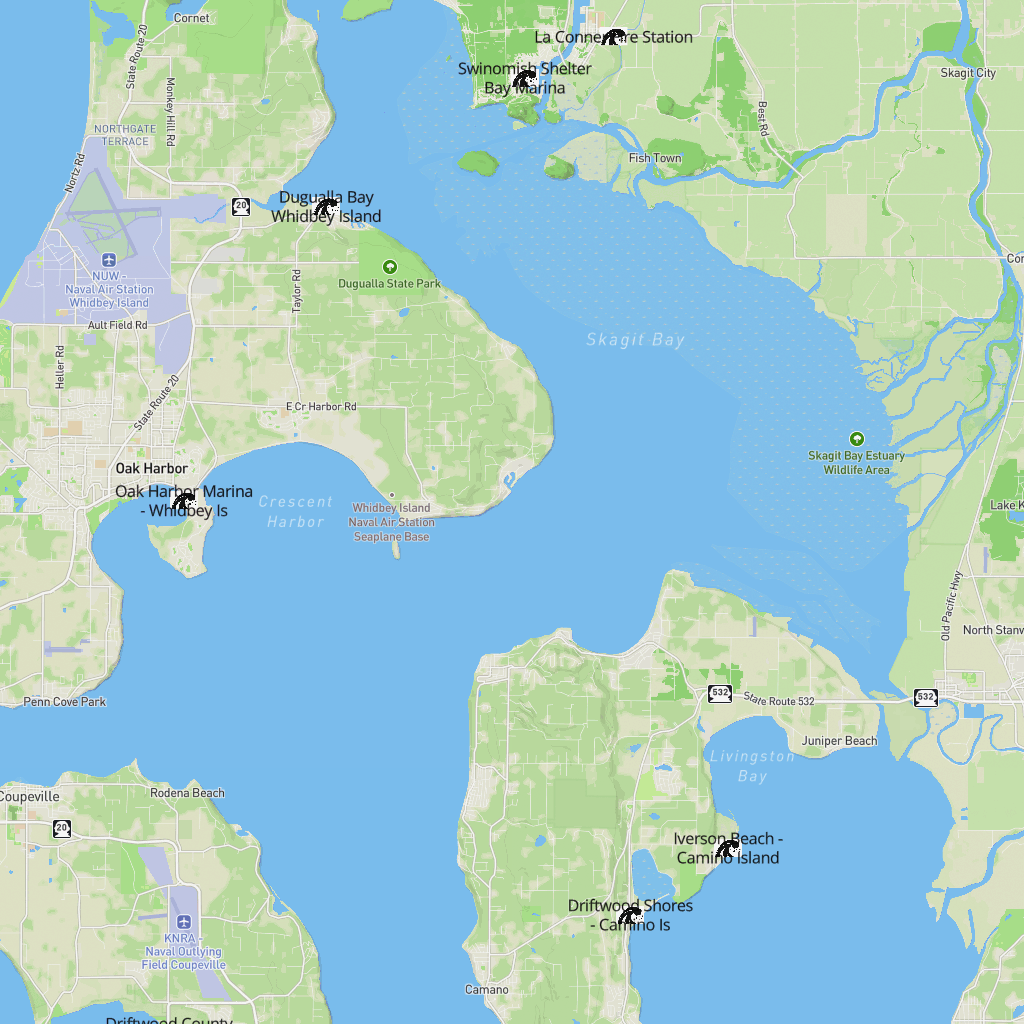 Cornet
State Route 20
La Conner Fire Station
Swinomish Shelter
Bay Marina
Skagit City
Monkey Hill Rd
Best Rd
NORTHGATE
TERRACE
Fish Town
Nortz Rd
20
Dugualla Bay
Whidbey Island
NUW -
Naval Air Station
Whidbey Island
Dugualla State Park
Taylor Rd
Ault Field Rd
Skagit Bay
Heller Rd
State Route 20
E Cr Harbor Rd
Skagit Bay Estuary
Wildlife Area
Oak Harbor
Oak Harbor Marina
- Whidbey Is
Crescent
Harbor
Whidbey Island
Naval Air Station
Seaplane Base
Lake K
Old Pacific Hwy
North Stanw
532
State Route 532
532
Penn Cove Park
Juniper Beach
Livingston
Bay
Coupeville
Rodena Beach
20
Iverson Beach -
Camino Island
Driftwood Shores
- Camino Is
KNRA -
Naval Outlying
Field Coupeville
Camano
Driftwood County